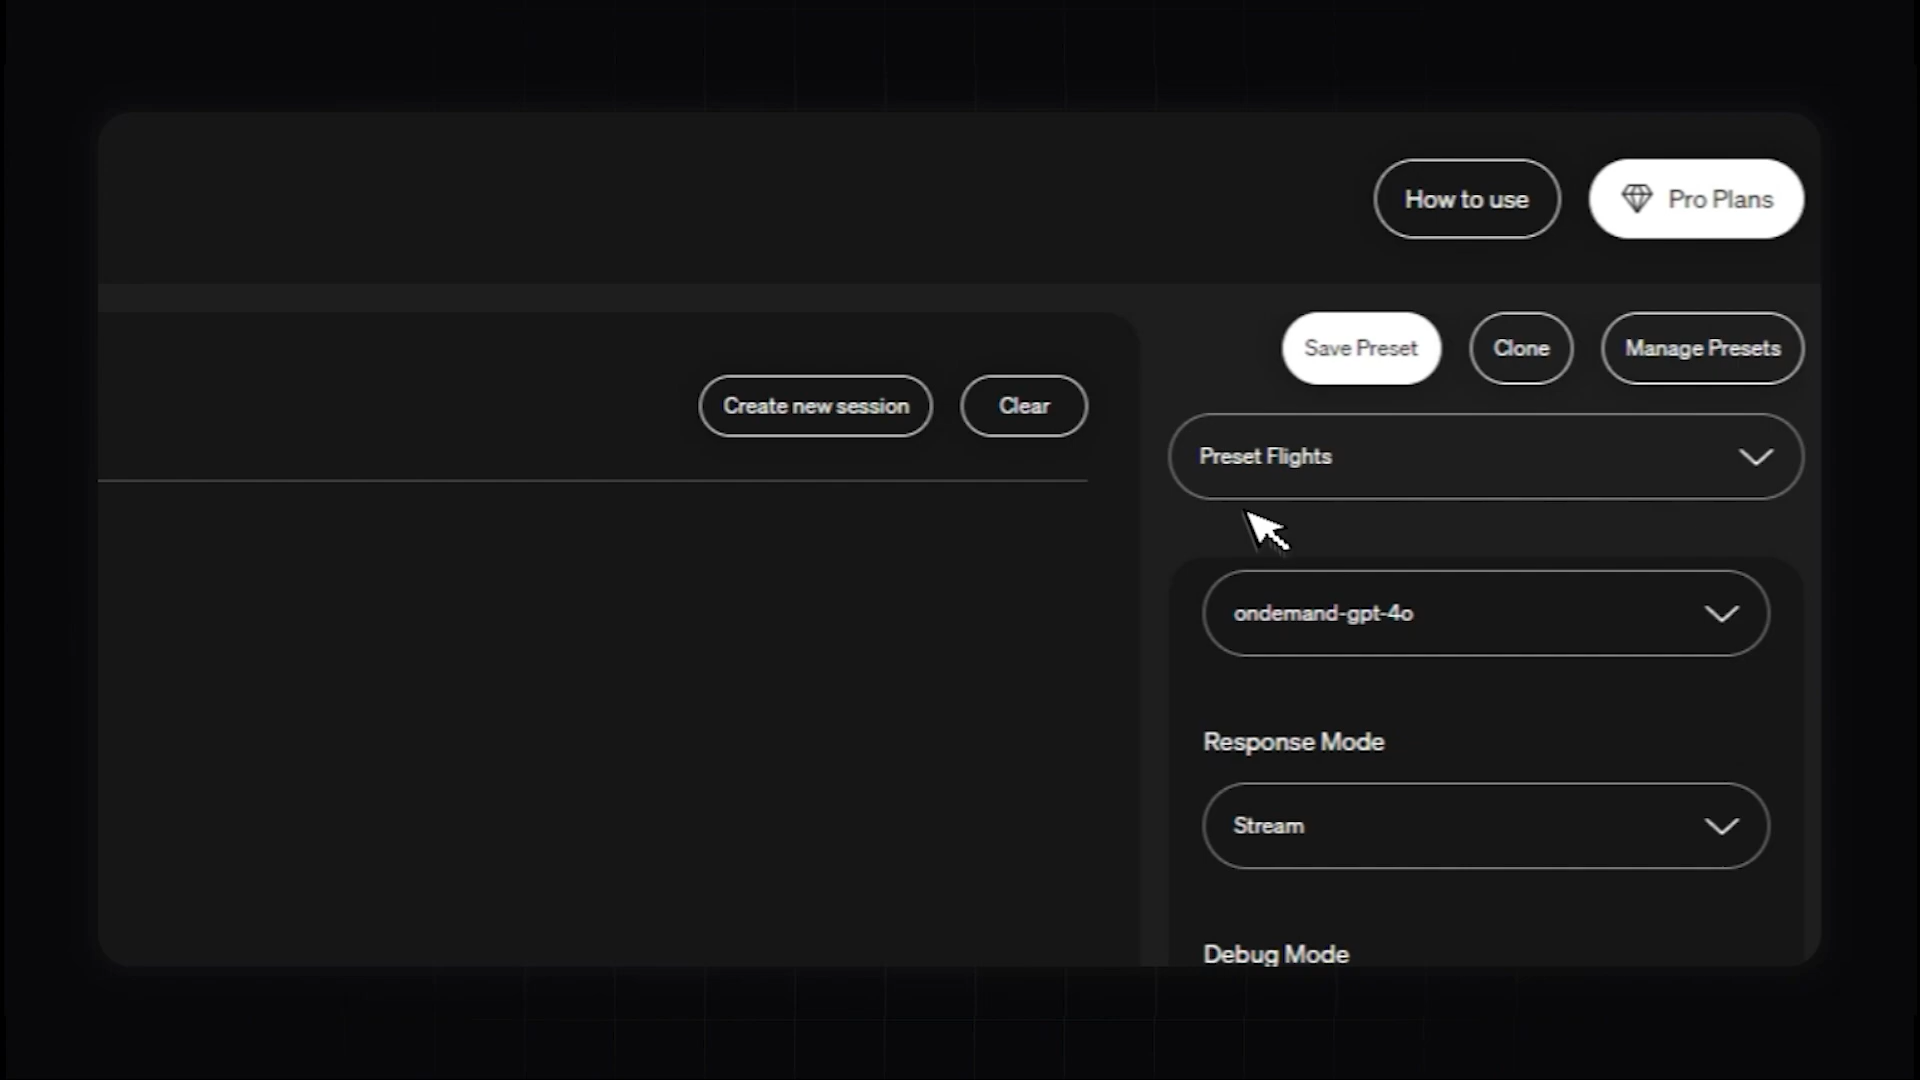 How to use
Pro Plans
Save Preset
Clone
Manage Presets
Create new session
Clear
Preset Flights
ondemand-gpt-4o
Response Mode
Stream
Debug Mode